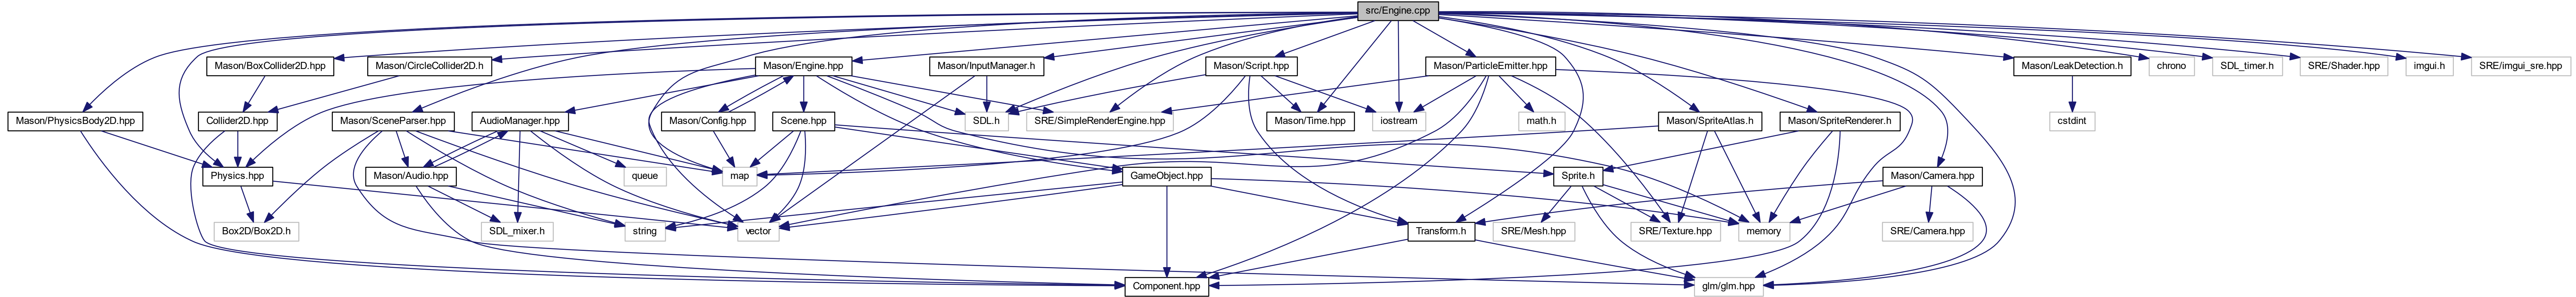 src/Engine.cpp
Mason/BoxCollider2D.hpp
Mason/CircleCollider2D.h
Mason/Engine.hpp
Mason/InputManager.h
Mason/Script.hpp
Mason/ParticleEmitter.hpp
Mason/LeakDetection.h
chrono
SDL_timer.h
SRE/Shader.hpp
imgui.h
SRE/imgui_sre.hpp
Mason/PhysicsBody2D.hpp
Collider2D.hpp
Mason/SceneParser.hpp
AudioManager.hpp
Mason/Config.hpp
Scene.hpp
SDL.h
SRE/SimpleRenderEngine.hpp
Mason/Time.hpp
iostream
math.h
Mason/SpriteAtlas.h
Mason/SpriteRenderer.h
cstdint
Physics.hpp
Mason/Audio.hpp
queue
map
GameObject.hpp
Sprite.h
Mason/Camera.hpp
Box2D/Box2D.h
SDL_mixer.h
string
vector
Transform.h
SRE/Mesh.hpp
SRE/Texture.hpp
memory
SRE/Camera.hpp
Component.hpp
glm/glm.hpp